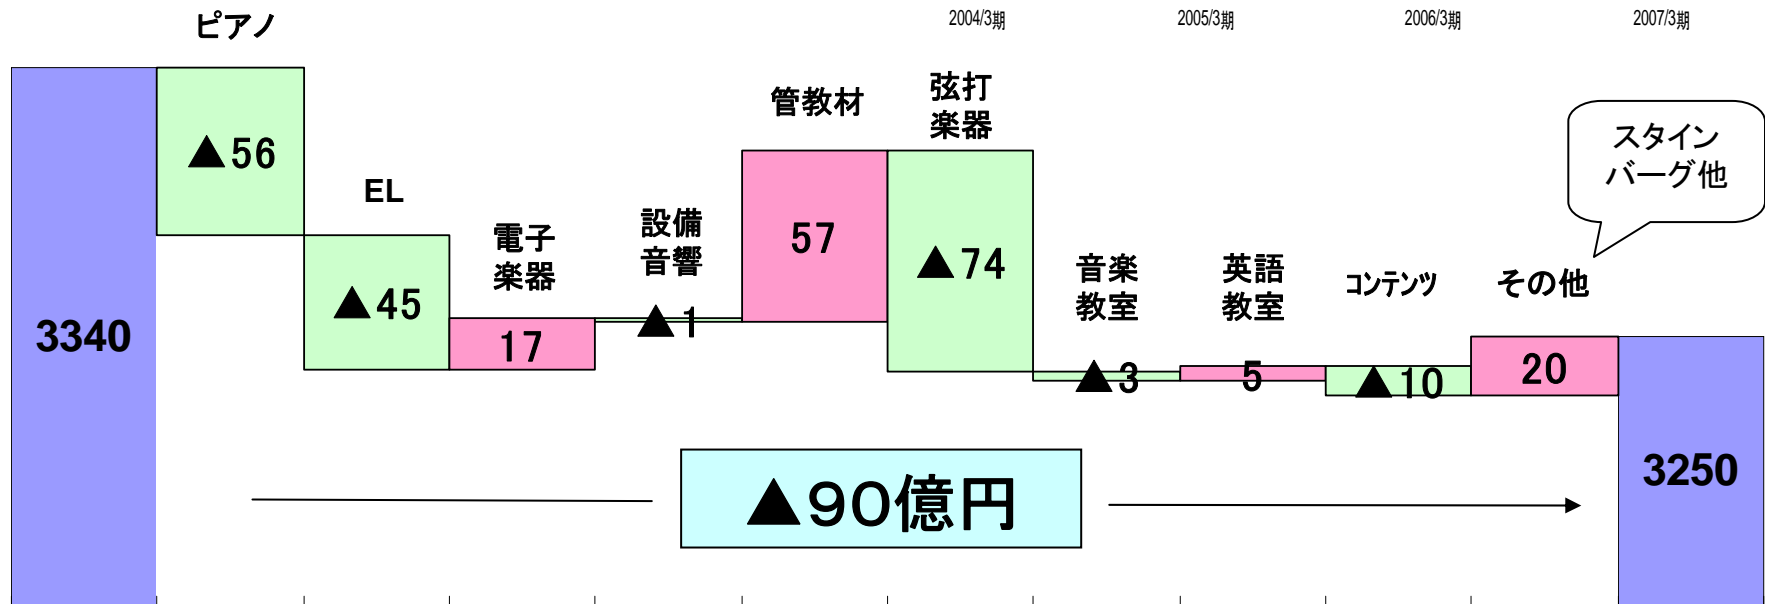 2004/3期 2005/3期 2006/3期 2007/3期
ピアノ
▲56
EL
▲45
電子
楽器
17
設備
音響
▲1
管教材
57
弦打
楽器
▲74
音楽
教室
▲3
英語
教室
5
コンテンツ
▲10
その他
20
スタイン
バーグ他
3340
3250
▲90億円